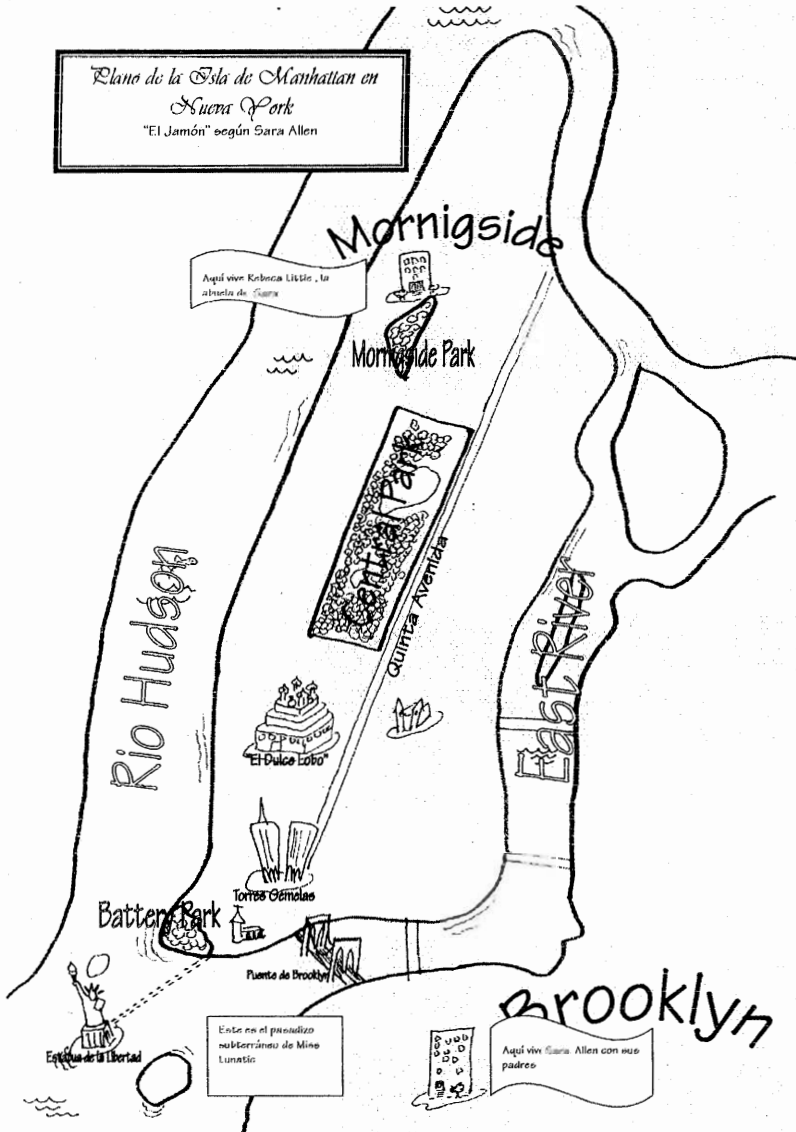 Plano de la Isla de Manhattan en
Nueva York
"El Jamón" según Sara Allen
Mornigside
Aquí vive Rebeca Little , la
abuela de Sara
Mornigside Park
Central Park
Quinta Avenida
Rio Hudson
East River
"El Dulce Lobo"
Torres Gemelas
Battery Park
Puente de Brooklyn
Estatua de la Libertad
Este es el pasadizo
subterráneo de Miss
Lunatic
Brooklyn
Aquí vive Sara Allen con sus
padres